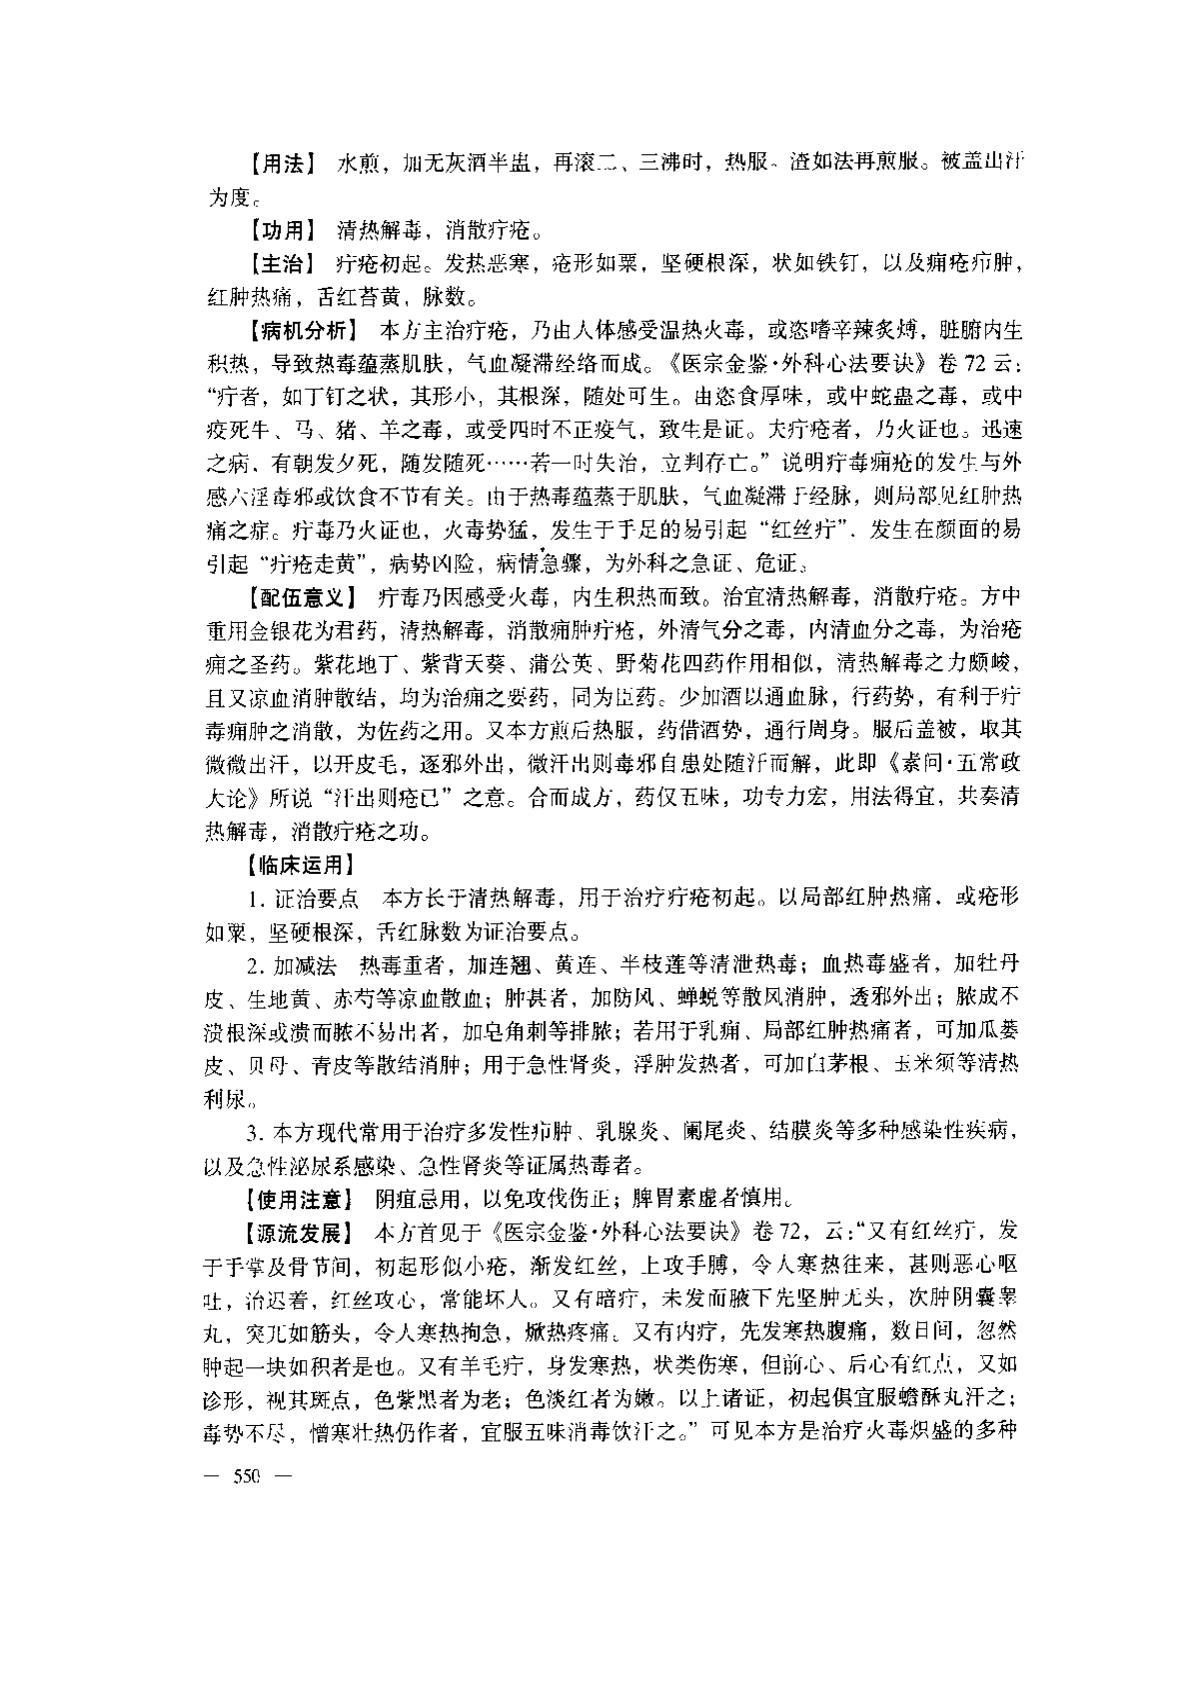 【用法】 水煎，加无灰酒半盅，再滚二、三沸时，热服。渣如法再煎服。被盖出汗
为度。
【功用】 清热解毒，消散疔疮。
【主治】 疔疮初起。发热恶寒，疮形如粟，坚硬根深，状如铁钉，以及痈疮疖肿，
红肿热痛，舌红苔黄，脉数。
【病机分析】 本方主治疔疮，乃由人体感受温热火毒，或恣嗜辛辣炙煿，脏腑内生
积热，导致热毒蕴蒸肌肤，气血凝滞经络而成。《医宗金鉴·外科心法要诀》卷 72 云：
“疔者，如丁钉之状，其形小，其根深，随处可生。由恣食厚味，或中蛇蛊之毒，或中
疫死牛、马、猪、羊之毒，或受四时不正疫气，致生是证。夫疔疮者，乃火证也。迅速
之病，有朝发夕死，随发随死……若一时失治，立判存亡。”说明疔毒痈疮的发生与外
感六淫毒邪或饮食不节有关。由于热毒蕴蒸于肌肤，气血凝滞于经脉，则局部见红肿热
痛之症。疔毒乃火证也，火毒势猛，发生于手足的易引起“红丝疔”，发生在颜面的易
引起“疔疮走黄”，病势凶险，病情急骤，为外科之急证、危证。
【配伍意义】 疔毒乃因感受火毒，内生积热而致。治宜清热解毒，消散疔疮。方中
重用金银花为君药，清热解毒，消散痈肿疔疮，外清气分之毒，内清血分之毒，为治疮
痈之圣药。紫花地丁、紫背天葵、蒲公英、野菊花四药作用相似，清热解毒之力颇峻，
且又凉血消肿散结，均为治痈之要药，同为臣药。少加酒以通血脉，行药势，有利于疔
毒痈肿之消散，为佐药之用。又本方煎后热服，药借酒势，通行周身。服后盖被，取其
微微出汗，以开皮毛，逐邪外出，微汗出则毒邪自患处随汗而解，此即《素问·五常政
大论》所说“汗出则疮已”之意。合而成方，药仅五味，功专力宏，用法得宜，共奏清
热解毒，消散疔疮之功。
【临床运用】
1. 证治要点 本方长于清热解毒，用于治疗疔疮初起。以局部红肿热痛，或疮形
如粟，坚硬根深，舌红脉数为证治要点。
2. 加减法 热毒重者，加连翘、黄连、半枝莲等清泄热毒；血热毒盛者，加牡丹
皮、生地黄、赤芍等凉血散血；肿甚者，加防风、蝉蜕等散风消肿，透邪外出；脓成不
溃根深或溃而脓不易出者，加皂角刺等排脓；若用于乳痈、局部红肿热痛者，可加瓜蒌
皮、贝母、青皮等散结消肿；用于急性肾炎，浮肿发热者，可加白茅根、玉米须等清热
利尿。
3. 本方现代常用于治疗多发性疖肿、乳腺炎、阑尾炎、结膜炎等多种感染性疾病，
以及急性泌尿系感染、急性肾炎等证属热毒者。
【使用注意】 阴疽忌用，以免攻伐伤正；脾胃素虚者慎用。
【源流发展】 本方首见于《医宗金鉴·外科心法要诀》卷 72，云：“又有红丝疔，发
于手掌及骨节间，初起形似小疮，渐发红丝，上攻手膊，令人寒热往来，甚则恶心呕
吐，治迟着，红丝攻心，常能坏人。又有暗疔，未发而腋下先坚肿无头，次肿阴囊睾
丸，突兀如筋头，令人寒热拘急，焮热疼痛。又有内疔，先发寒热腹痛，数日间，忽然
肿起一块如积者是也。又有羊毛疔，身发寒热，状类伤寒，但前心、后心有红点，又如
诊形，视其斑点，色紫黑者为老；色淡红者为嫩。以上诸证，初起俱宜服蟾酥丸汗之；
毒势不尽，憎寒壮热仍作者，宜服五味消毒饮汗之。”可见本方是治疗火毒炽盛的多种
— 550 —